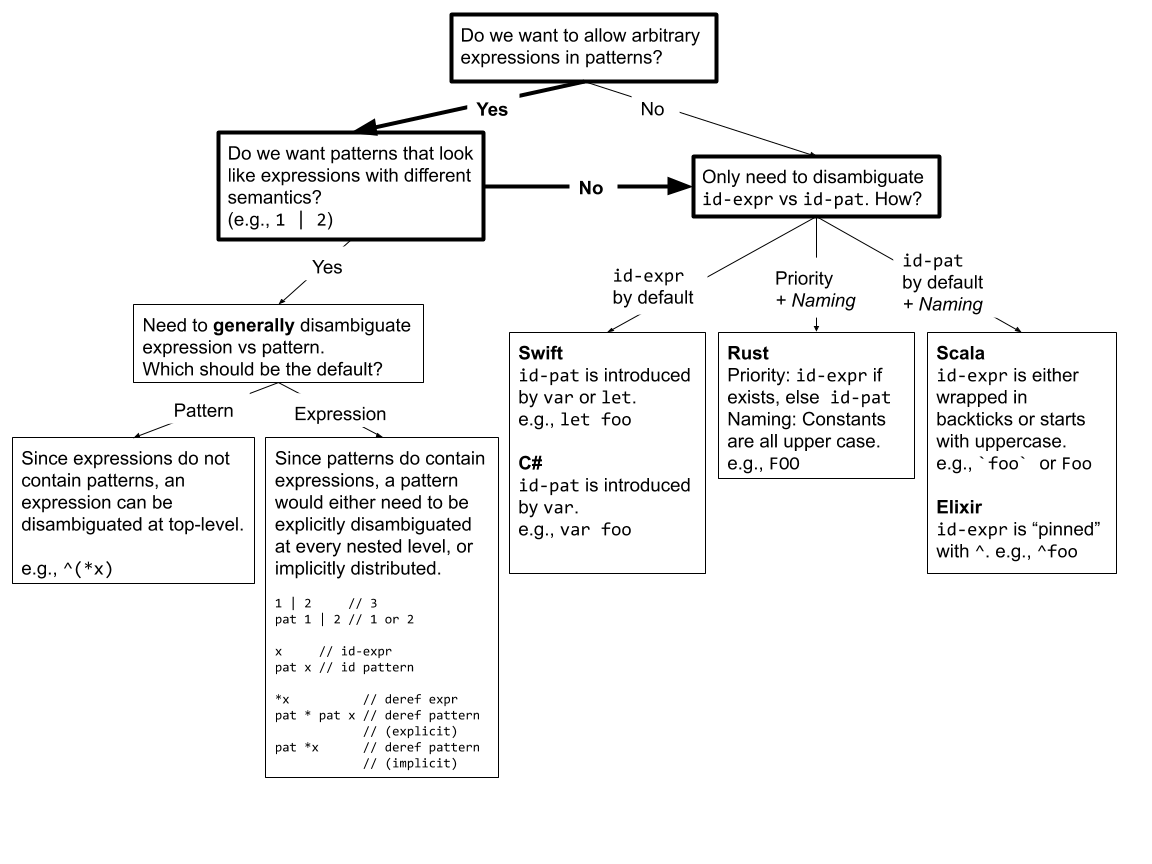 Do we want to allow arbitrary
expressions in patterns?
Yes
No
Do we want patterns that look
like expressions with different
semantics?
(e.g., 1 | 2)
No
Only need to disambiguate
id-expr vs id-pat. How?
Yes
id-expr
by default
Priority
+ Naming
id-pat
by default
+ Naming
Need to generally disambiguate
expression vs pattern.
Which should be the default?
Pattern
Expression
Since expressions do not
contain patterns, an
expression can be
disambiguated at top-level.
e.g., ^(*x)
Since patterns do contain
expressions, a pattern
would either need to be
explicitly disambiguated
at every nested level, or
implicitly distributed.
1 | 2     // 3
pat 1 | 2 // 1 or 2
x     // id-expr
pat x // id pattern
*x          // deref expr
pat * pat x // deref pattern
            // (explicit)
pat *x      // deref pattern
            // (implicit)
Swift
id-pat is introduced
by var or let.
e.g., let foo
C#
id-pat is introduced
by var.
e.g., var foo
Rust
Priority: id-expr if
exists, else id-pat
Naming: Constants
are all upper case.
e.g., FOO
Scala
id-expr is either
wrapped in
backticks or starts
with uppercase.
e.g., `foo` or Foo
Elixir
id-expr is “pinned”
with ^. e.g., ^foo